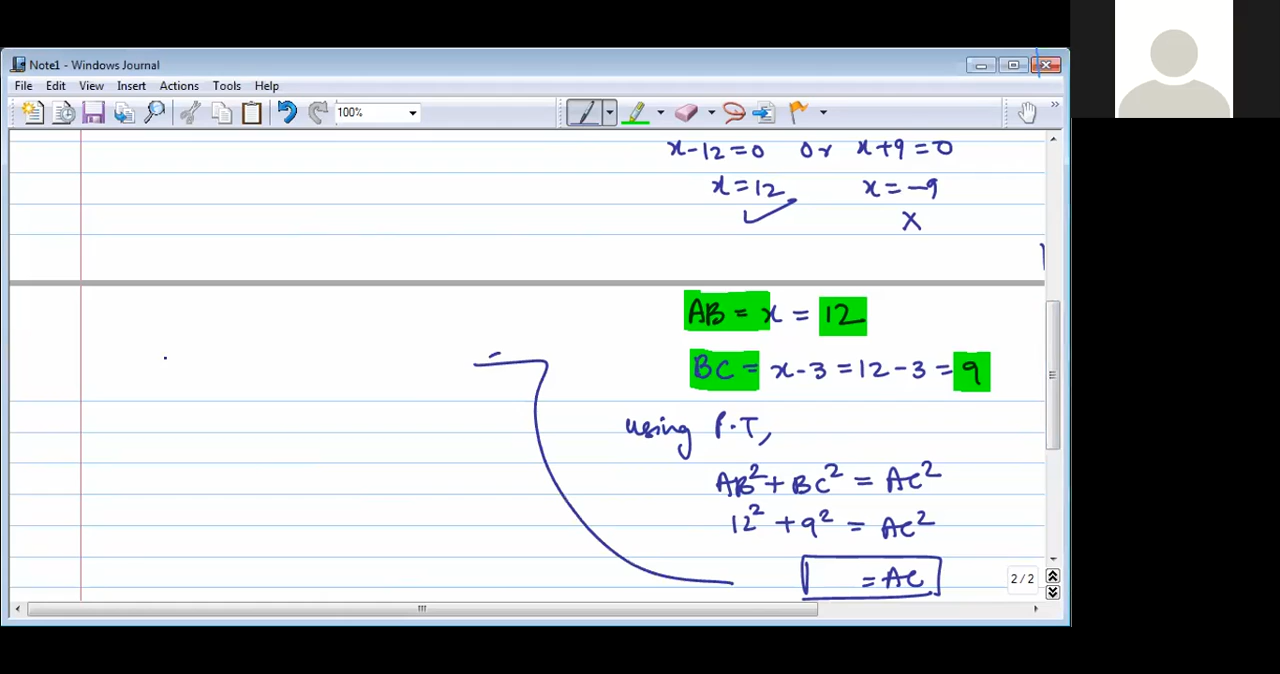 Note1 - Windows Journal
File Edit View Insert Actions Tools Help
100%
x-12=0 Or x+9=0
x=12 x=-9
✓ X
AB = x = 12
BC = x-3 = 12-3 = 9
using P.T,
AB²+BC² = AC²
12² +9² = AC²
= AC
2 / 2